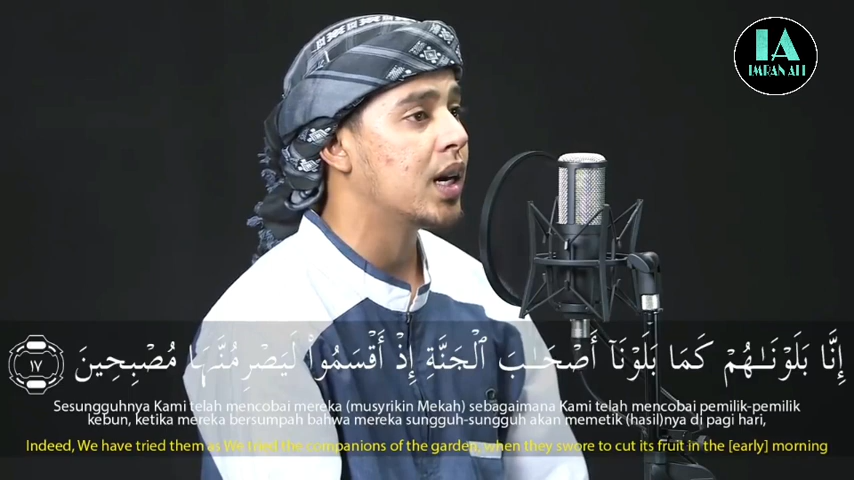 IA
IMRAN ALI
إِنَّا بَلَوْنَـٰهُمْ كَمَا بَلَوْنَآ أَصْحَـٰبَ ٱلْجَنَّةِ إِذْ أَقْسَمُوا۟ لَيَصْرِمُنَّهَا مُصْبِحِينَ ١٧
Sesungguhnya Kami telah mencobai mereka (musyrikin Mekah) sebagaimana Kami telah mencobai pemilik-pemilik
kebun, ketika mereka bersumpah bahwa mereka sungguh-sungguh akan memetik (hasil)nya di pagi hari,
Indeed, We have tried them as We tried the companions of the garden, when they swore to cut its fruit in the [early] morning